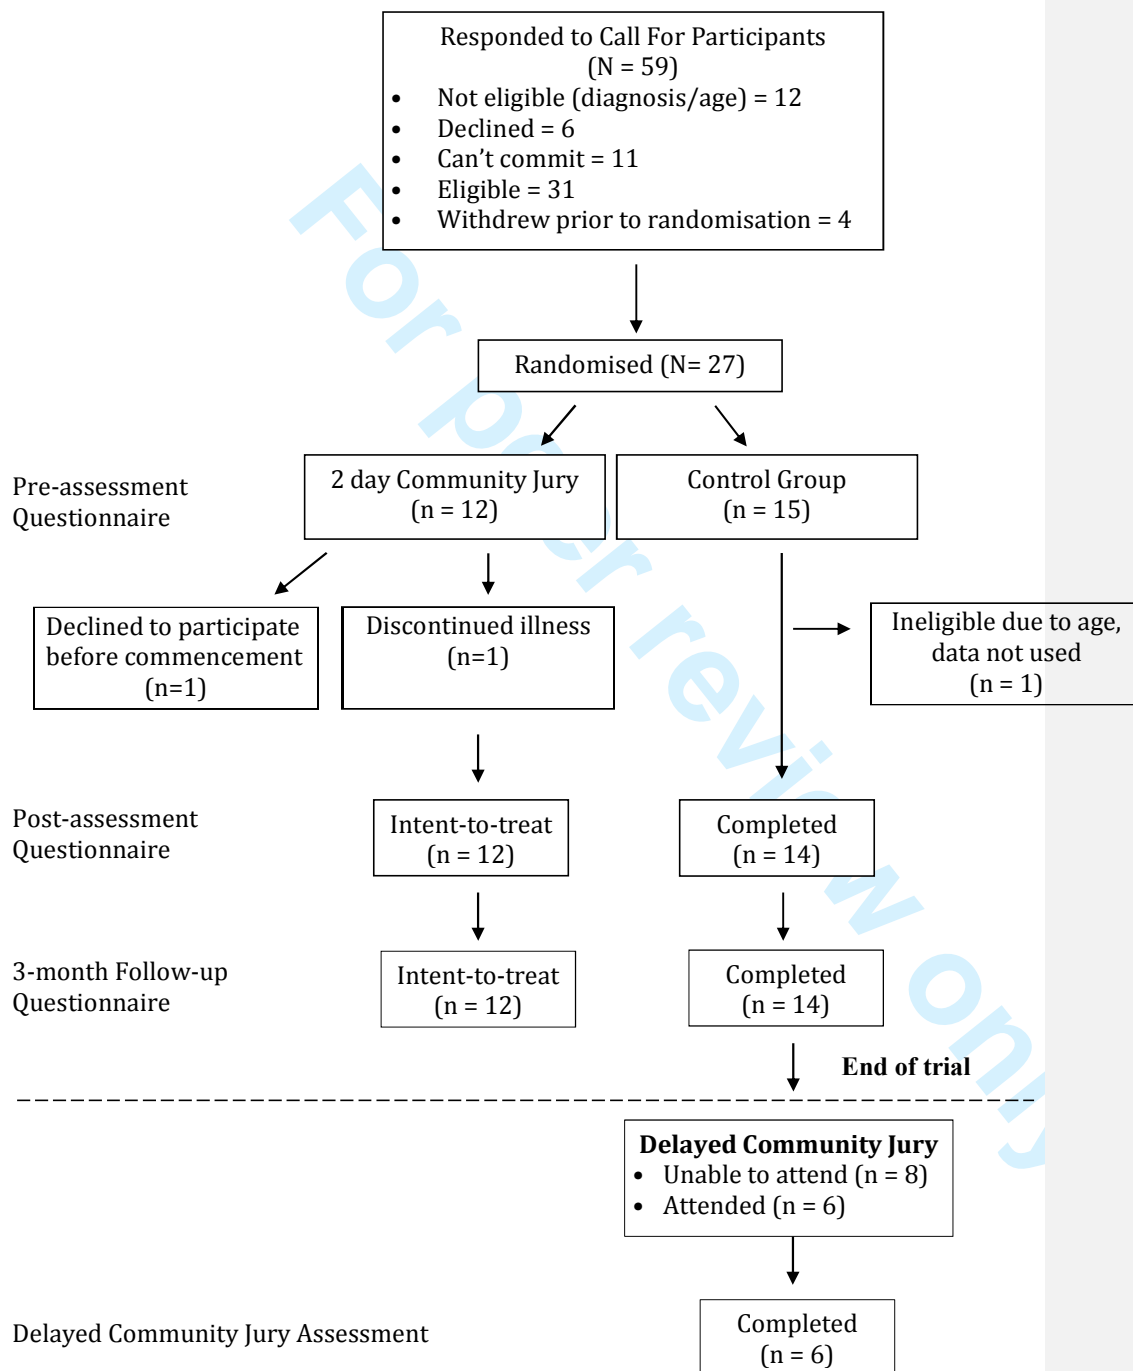 Responded to Call For Participants
(N = 59)
• Not eligible (diagnosis/age) = 12
• Declined = 6
• Can't commit = 11
• Eligible = 31
• Withdrew prior to randomisation = 4
Randomised (N= 27)
Pre-assessment
Questionnaire
2 day Community Jury
(n = 12)
Control Group
(n = 15)
Declined to participate
before commencement
(n=1)
Discontinued illness
(n=1)
Ineligible due to age,
data not used
(n = 1)
Post-assessment
Questionnaire
Intent-to-treat
(n = 12)
Completed
(n = 14)
3-month Follow-up
Questionnaire
Intent-to-treat
(n = 12)
Completed
(n = 14)
End of trial
Delayed Community Jury
• Unable to attend (n = 8)
• Attended (n = 6)
Delayed Community Jury Assessment
Completed
(n = 6)
For peer review only